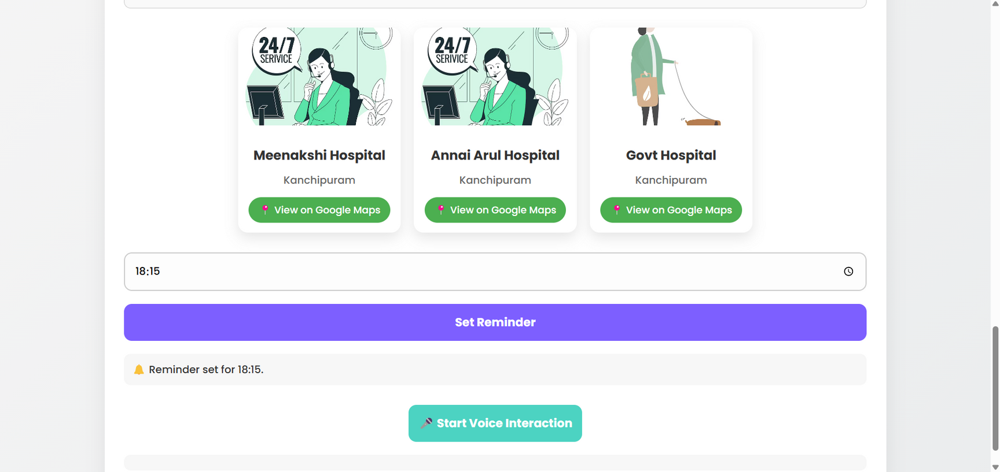 24/7
SERIVICE
24/7
SERIVICE
Meenakshi Hospital
Kanchipuram
📍 View on Google Maps
Annai Arul Hospital
Kanchipuram
📍 View on Google Maps
Govt Hospital
Kanchipuram
📍 View on Google Maps
18:15
Set Reminder
🔔 Reminder set for 18:15.
🎤 Start Voice Interaction